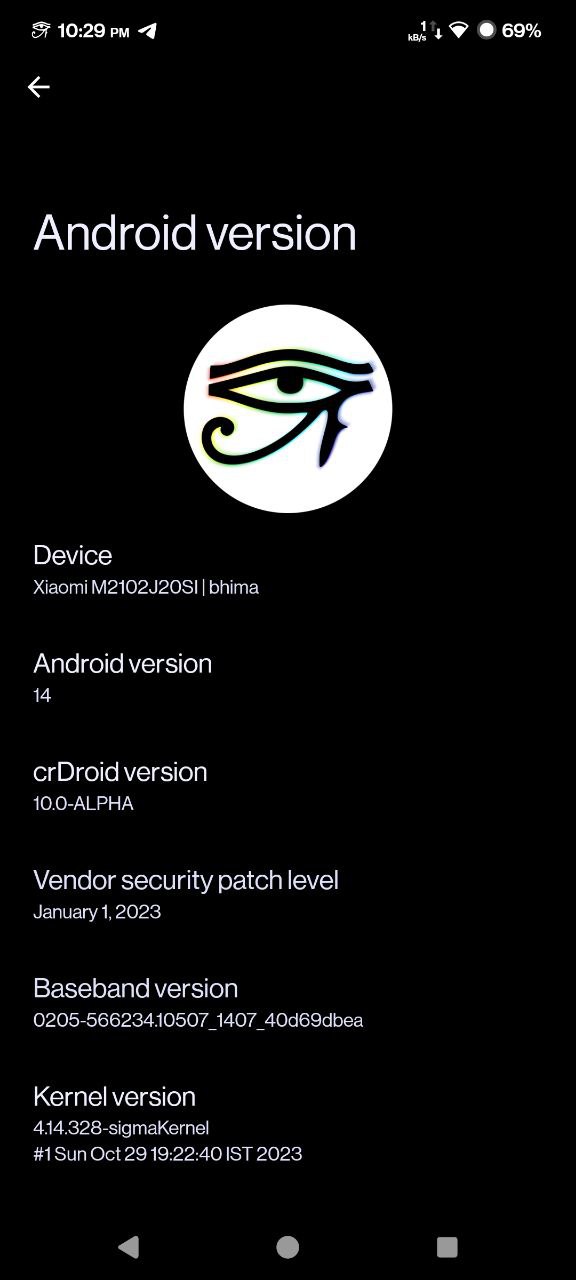 10:29 PM
1
kB/s
69%
Android version
Device
Xiaomi M2102J20SI | bhima
Android version
14
crDroid version
10.0-ALPHA
Vendor security patch level
January 1, 2023
Baseband version
0205-566234.10507_1407_40d69dbea
Kernel version
4.14.328-sigmaKernel
#1 Sun Oct 29 19:22:40 IST 2023